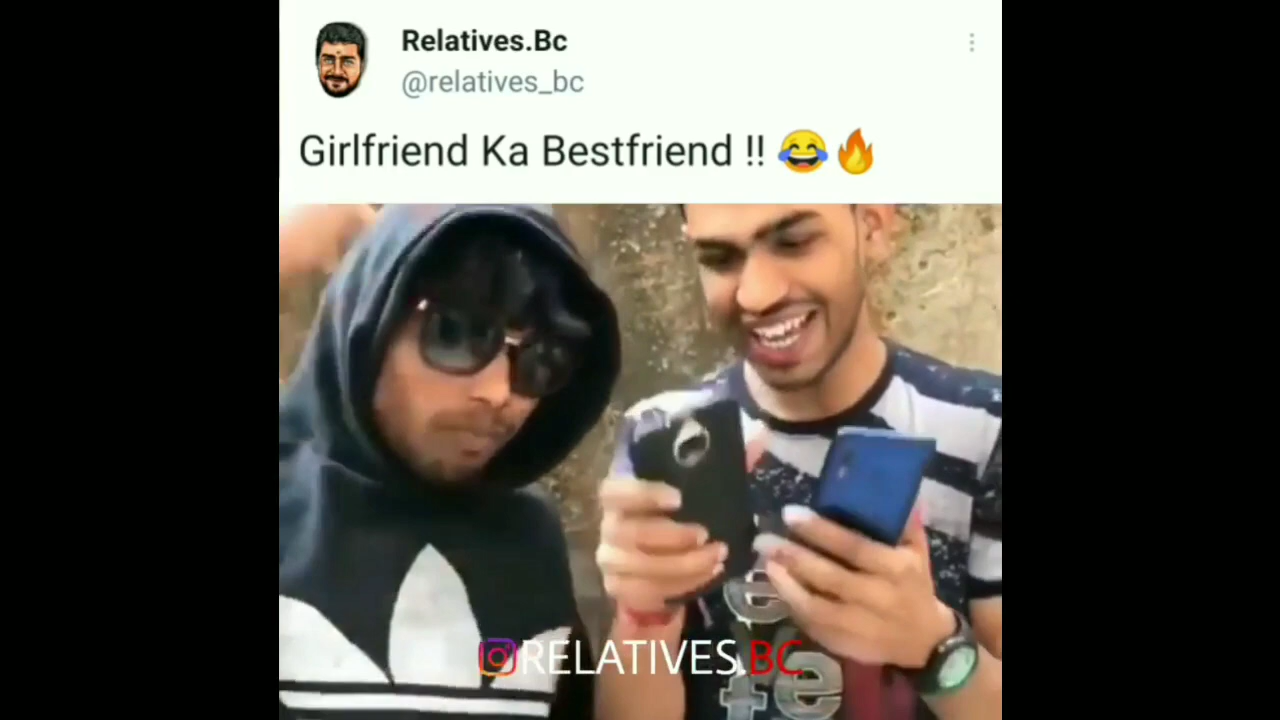 Relatives.Bc
@relatives_bc
Girlfriend Ka Bestfriend !! 😂🔥
RELATIVES.BC